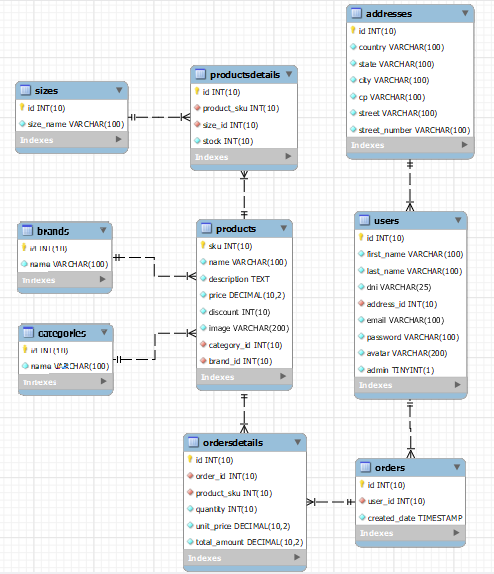 addresses
id INT(10)
country VARCHAR(100)
state VARCHAR(100)
city VARCHAR(100)
cp VARCHAR(100)
street VARCHAR(100)
street_number VARCHAR(100)
Indexes
sizes
id INT(10)
size_name VARCHAR(100)
Indexes
productsdetails
id INT(10)
product_sku INT(10)
size_id INT(10)
stock INT(10)
Indexes
brands
id INT(10)
name VARCHAR(100)
Indexes
products
sku INT(10)
name VARCHAR(100)
description TEXT
price DECIMAL(10,2)
discount INT(10)
image VARCHAR(200)
category_id INT(10)
brand_id INT(10)
Indexes
users
id INT(10)
first_name VARCHAR(100)
last_name VARCHAR(100)
dni VARCHAR(25)
address_id INT(10)
email VARCHAR(100)
password VARCHAR(100)
avatar VARCHAR(200)
admin TINYINT(1)
Indexes
categories
id INT(10)
name VARCHAR(100)
Indexes
ordersdetails
id INT(10)
order_id INT(10)
product_sku INT(10)
quantity INT(10)
unit_price DECIMAL(10,2)
total_amount DECIMAL(10,2)
Indexes
orders
id INT(10)
user_id INT(10)
created_date TIMESTAMP
Indexes